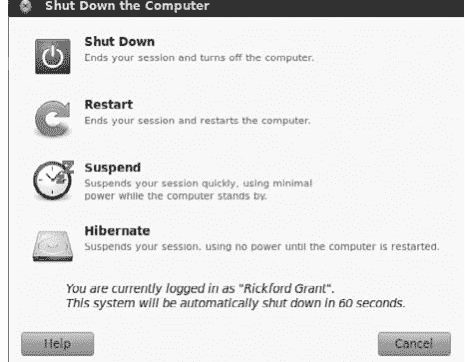 Shut Down the Computer
Shut Down
Ends your session and turns off the computer.
Restart
Ends your session and restarts the computer.
Suspend
Suspends your session quickly, using minimal
power while the computer stands by.
Hibernate
Suspends your session, using no power until the computer is restarted.
You are currently logged in as "Rickford Grant".
This system will be automatically shut down in 60 seconds.
Help
Cancel